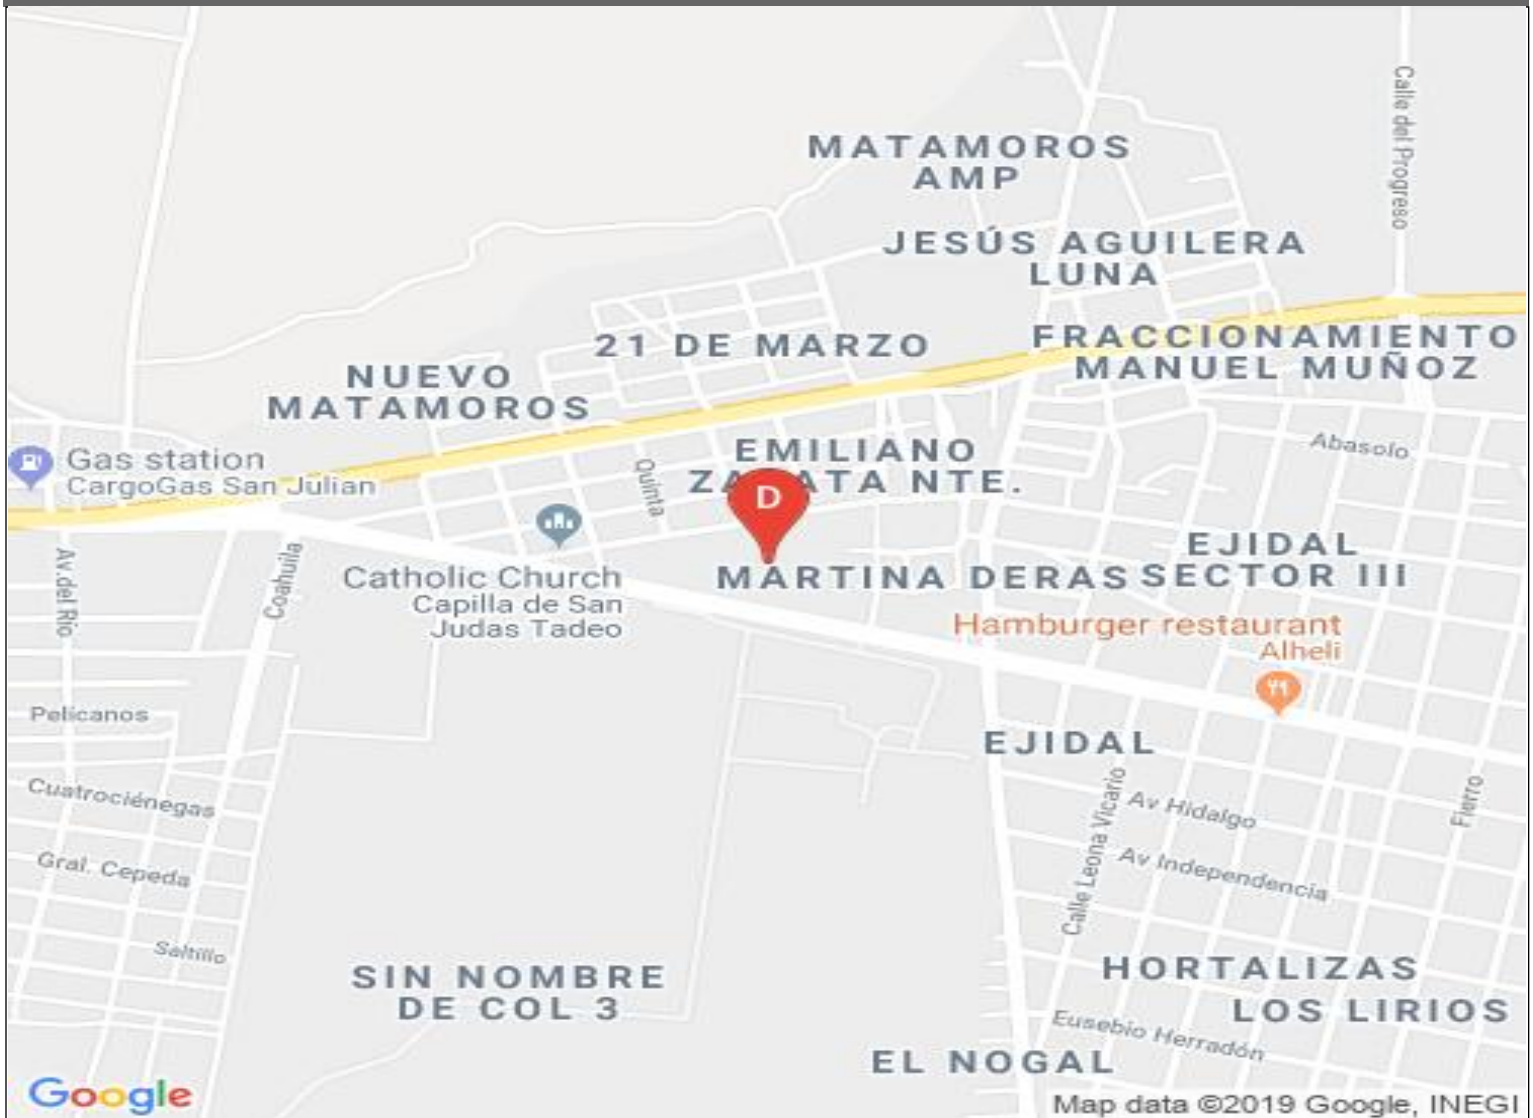 Calle del Progreso
MATAMOROS
AMP
JESÚS AGUILERA
LUNA
21 DE MARZO
FRACCIONAMIENTO
MANUEL MUÑOZ
NUEVO
MATAMOROS
Abasolo
Gas station
CargoGas San Julian
Quinta
EMILIANO
ZAPATA NTE.
D
Av.del Río
Coahuila
Catholic Church
Capilla de San
Judas Tadeo
MARTINA DERAS
EJIDAL
SECTOR III
Hamburger restaurant
Alheli
Pelícanos
EJIDAL
Cuatrociénegas
Calle Leona Vicario
Av Hidalgo
Fierro
Gral. Cepeda
Av Independencia
Saltillo
SIN NOMBRE
DE COL 3
HORTALIZAS
LOS LIRIOS
Eusebio Herradón
EL NOGAL
Google
Map data ©2019 Google, INEGI